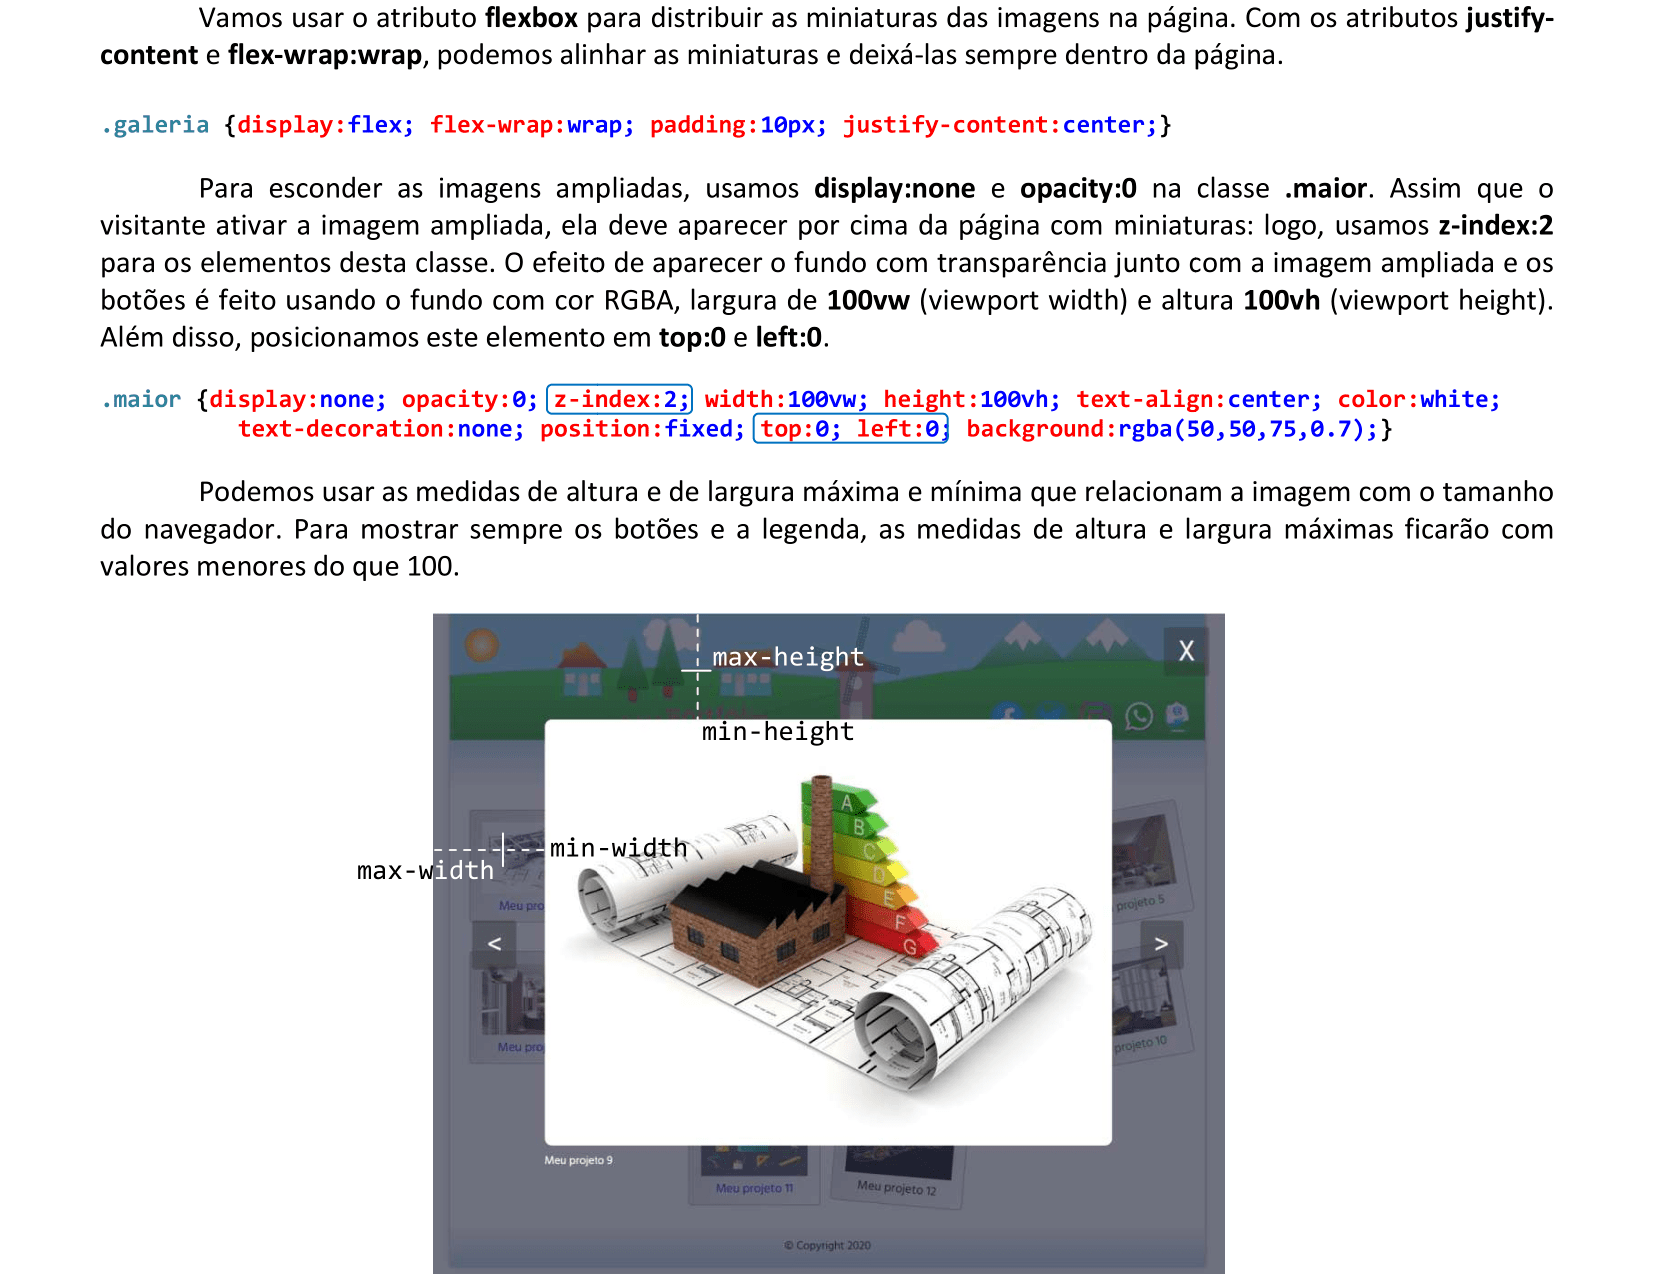 Vamos usar o atributo flexbox para distribuir as miniaturas das imagens na página. Com os atributos justify-
content e flex-wrap:wrap, podemos alinhar as miniaturas e deixá-las sempre dentro da página.
.galeria {display:flex; flex-wrap:wrap; padding:10px; justify-content:center;}
Para esconder as imagens ampliadas, usamos display:none e opacity:0 na classe .maior. Assim que o
visitante ativar a imagem ampliada, ela deve aparecer por cima da página com miniaturas: logo, usamos z-index:2
para os elementos desta classe. O efeito de aparecer o fundo com transparência junto com a imagem ampliada e os
botões é feito usando o fundo com cor RGBA, largura de 100vw (viewport width) e altura 100vh (viewport height).
Além disso, posicionamos este elemento em top:0 e left:0.
.maior {display:none; opacity:0; z-index:2; width:100vw; height:100vh; text-align:center; color:white;
text-decoration:none; position:fixed; top:0; left:0; background:rgba(50,50,75,0.7);}
Podemos usar as medidas de altura e de largura máxima e mínima que relacionam a imagem com o tamanho
do navegador. Para mostrar sempre os botões e a legenda, as medidas de altura e largura máximas ficarão com
valores menores do que 100.
X
max-height
min-height
A
B
C
D
E
F
G
min-width
max-width
Meu pro
projeto 5
<
>
Meu proj
projeto 10
Meu projeto 9
Meu projeto 11
Meu projeto 12
© Copyright 2020